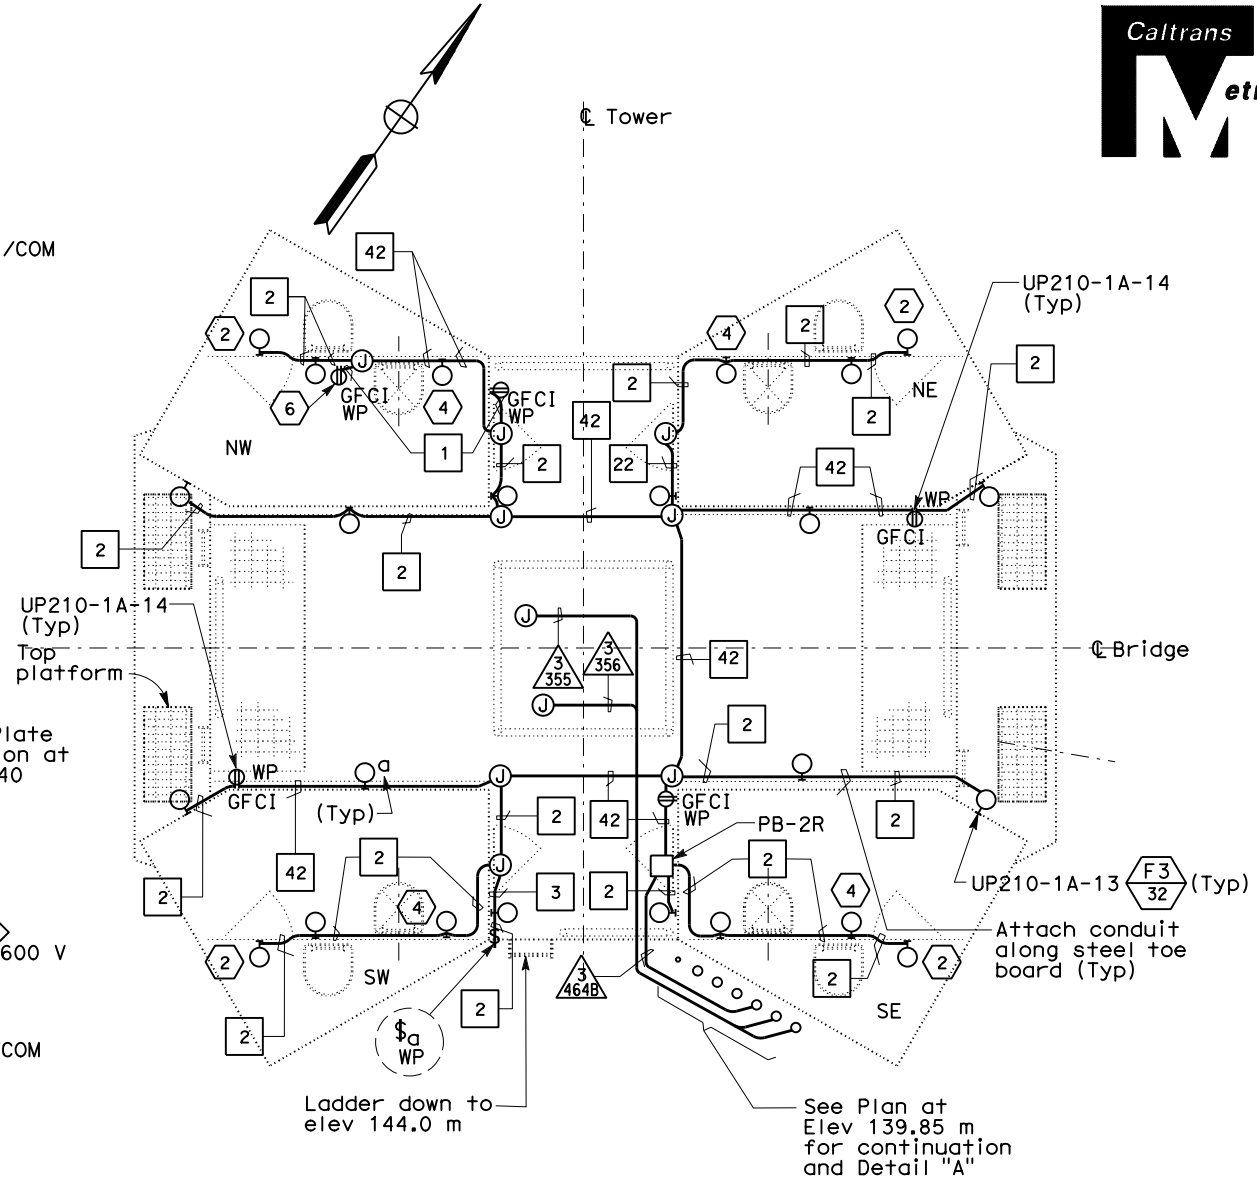 Caltrans
Metr
℄ Tower
/COM
42
2
2
GFCI
WP
6
4
1
NW
GFCI
WP
2
42
2
22
4
2
2
NE
2
UP210-1A-14
(Typ)
2
42
WP
GFCI
2
2
UP210-1A-14
(Typ)
Top
platform
3
355
3
356
42
℄ Bridge
Plate
on at
40
WP
GFCI
a
(Typ)
2
GFCI
WP
2
42
2
42
2
2
PB-2R
4
3
2
2
4
UP210-1A-13
F3
32
(Typ)
Attach conduit
along steel toe
board (Typ)
600 V
2
SW
3
464B
2
2
SE
2
2
$a
WP
/COM
Ladder down to
elev 144.0 m
See Plan at
Elev 139.85 m
for continuation
and Detail "A"
J
J
J
J
J
J
J
J
J
J